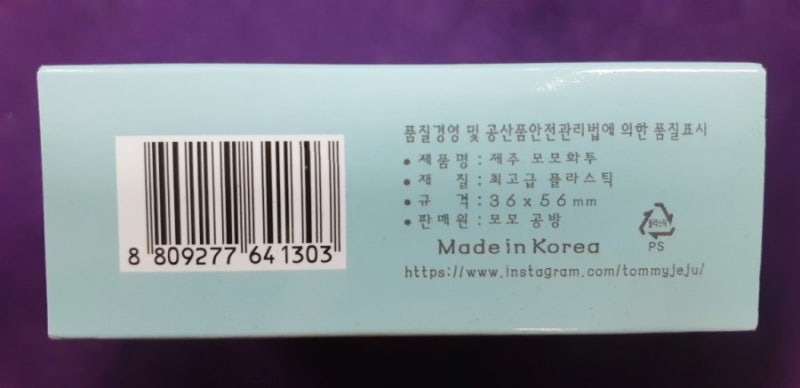 품질경영 및 공산품안전관리법에 의한 품질표시
• 제품명 : 제주 모모화투
• 재 질 : 최고급 플라스틱
• 규 격 : 36 x 56 mm
• 판매원 : 모모 공방
Made in Korea
https://www.instagram.com/tommyjeju/
PS
8 809277 641303